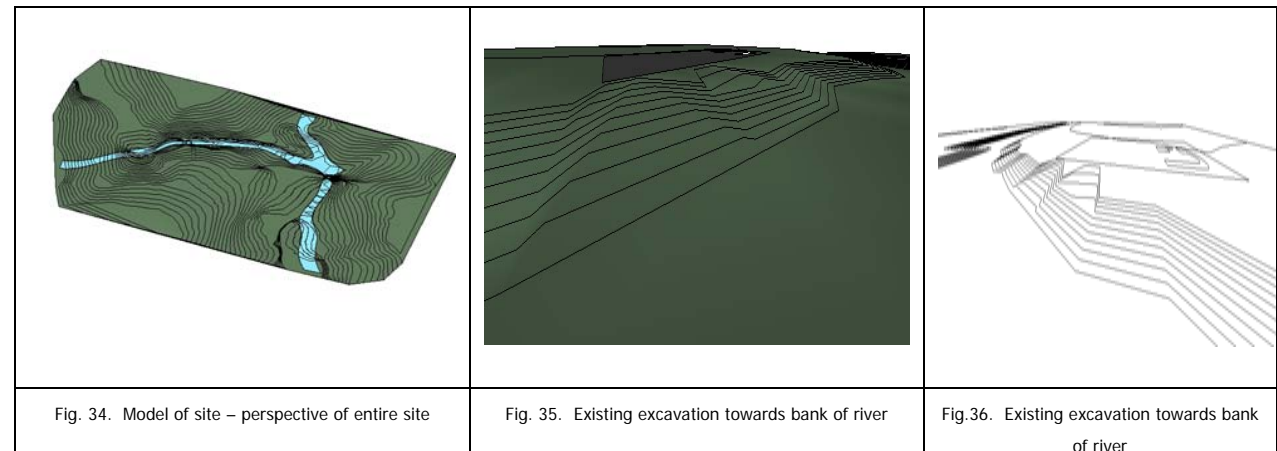 Fig. 34. Model of site – perspective of entire site
Fig. 35. Existing excavation towards bank of river
Fig.36. Existing excavation towards bank
of river